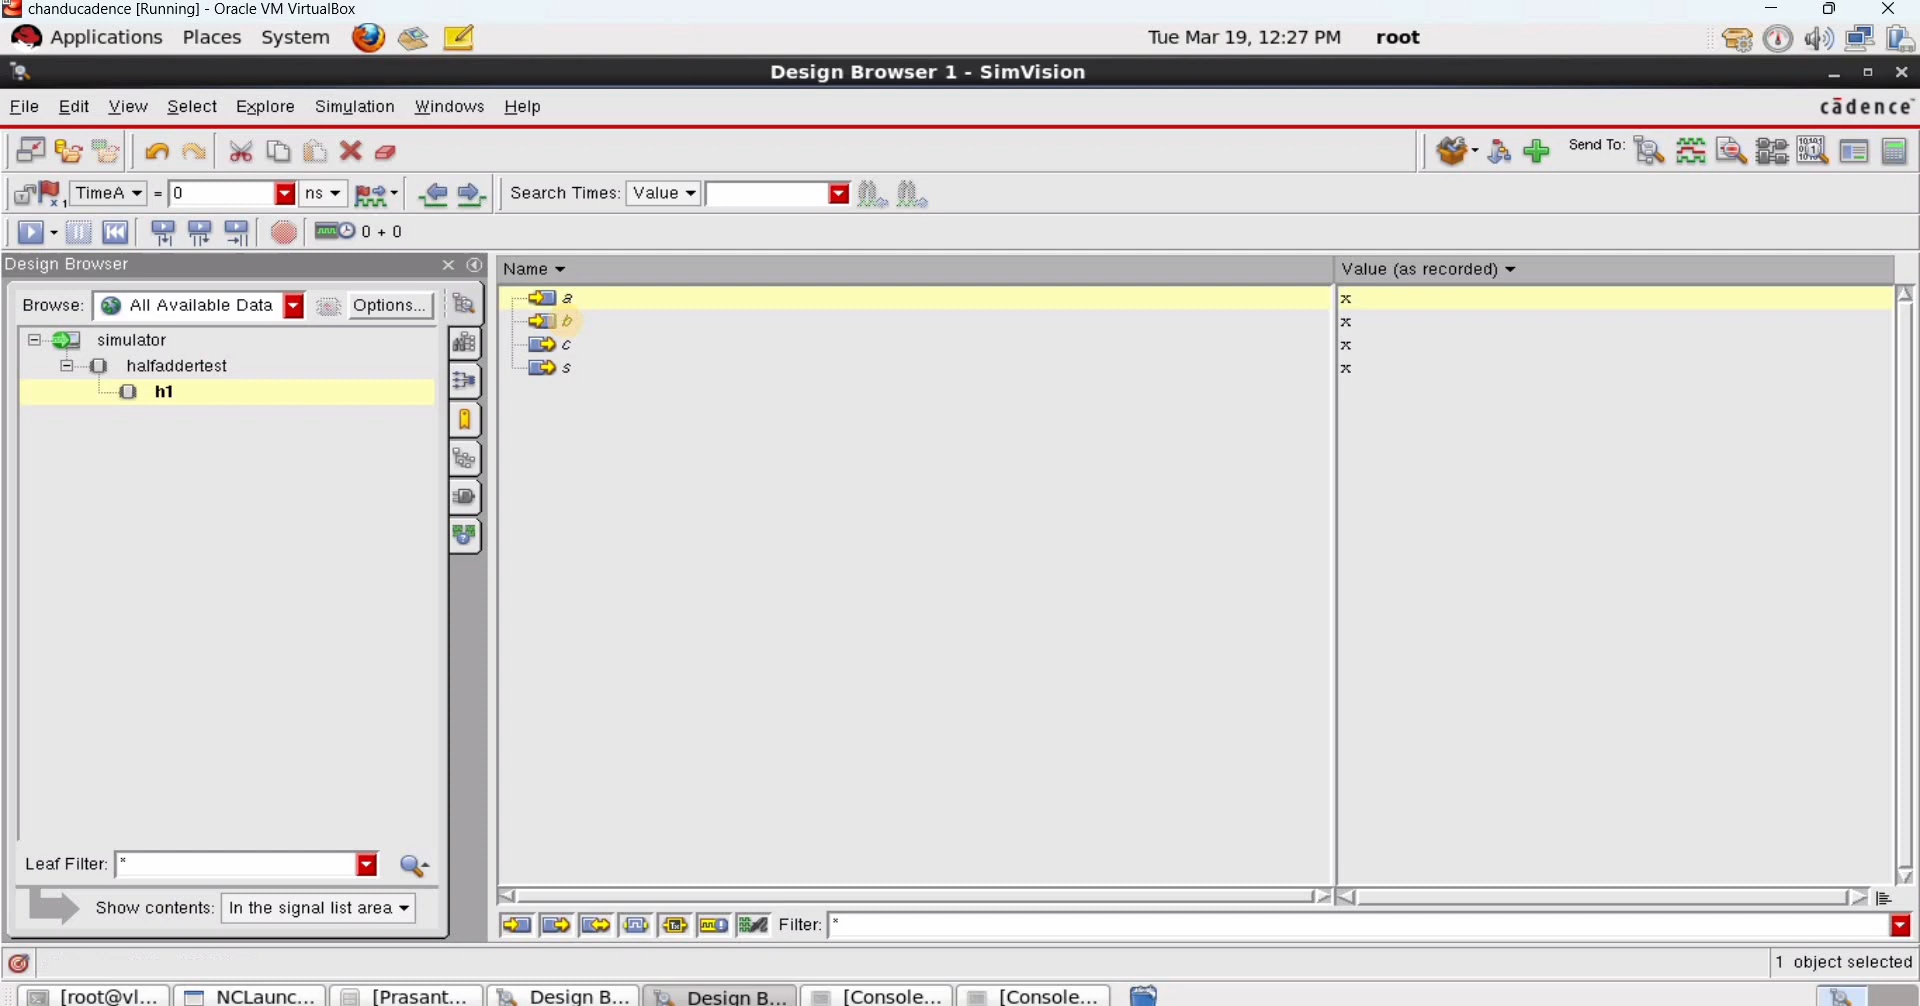 chanducadence [Running] - Oracle VM VirtualBox
Applications Places System Tue Mar 19, 12:27 PM root
Design Browser 1 - SimVision
File Edit View Select Explore Simulation Windows Help cādence
Send To:
TimeA = 0 ns Search Times: Value
0 + 0
Design Browser
Browse: All Available Data Options...
simulator
halfaddertest
h1
Leaf Filter: *
Show contents: In the signal list area
Name Value (as recorded)
a x
b x
c x
s x
Filter: *
1 object selected
[root@vl... NCLaunc... [Prasant... Design B... Design B... [Console... [Console...